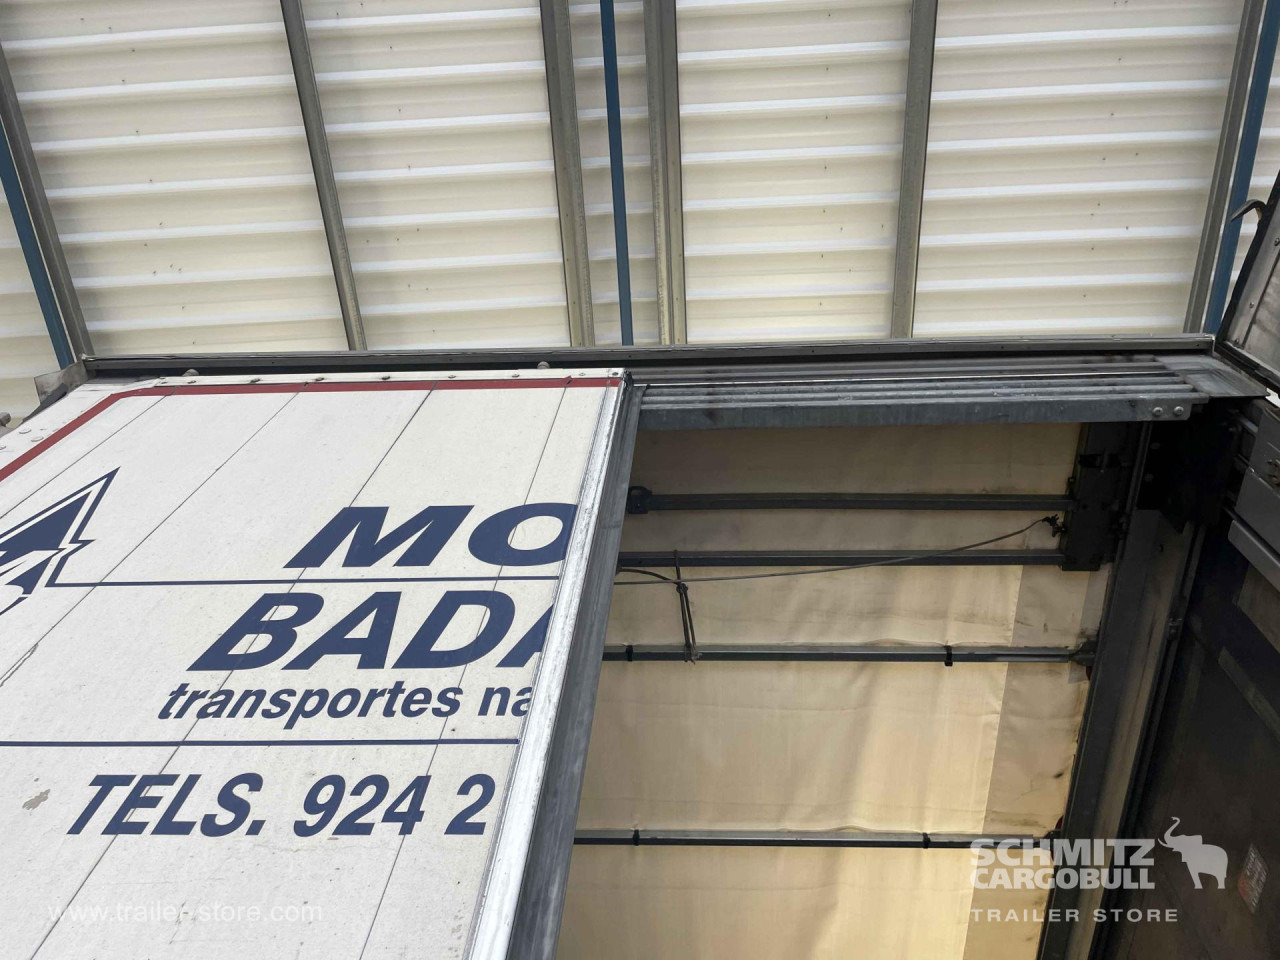 MO
BADA
transportes na
TELS. 924 2
SCHMITZ
CARGOBULL
TRAILER STORE
www.trailer-store.com